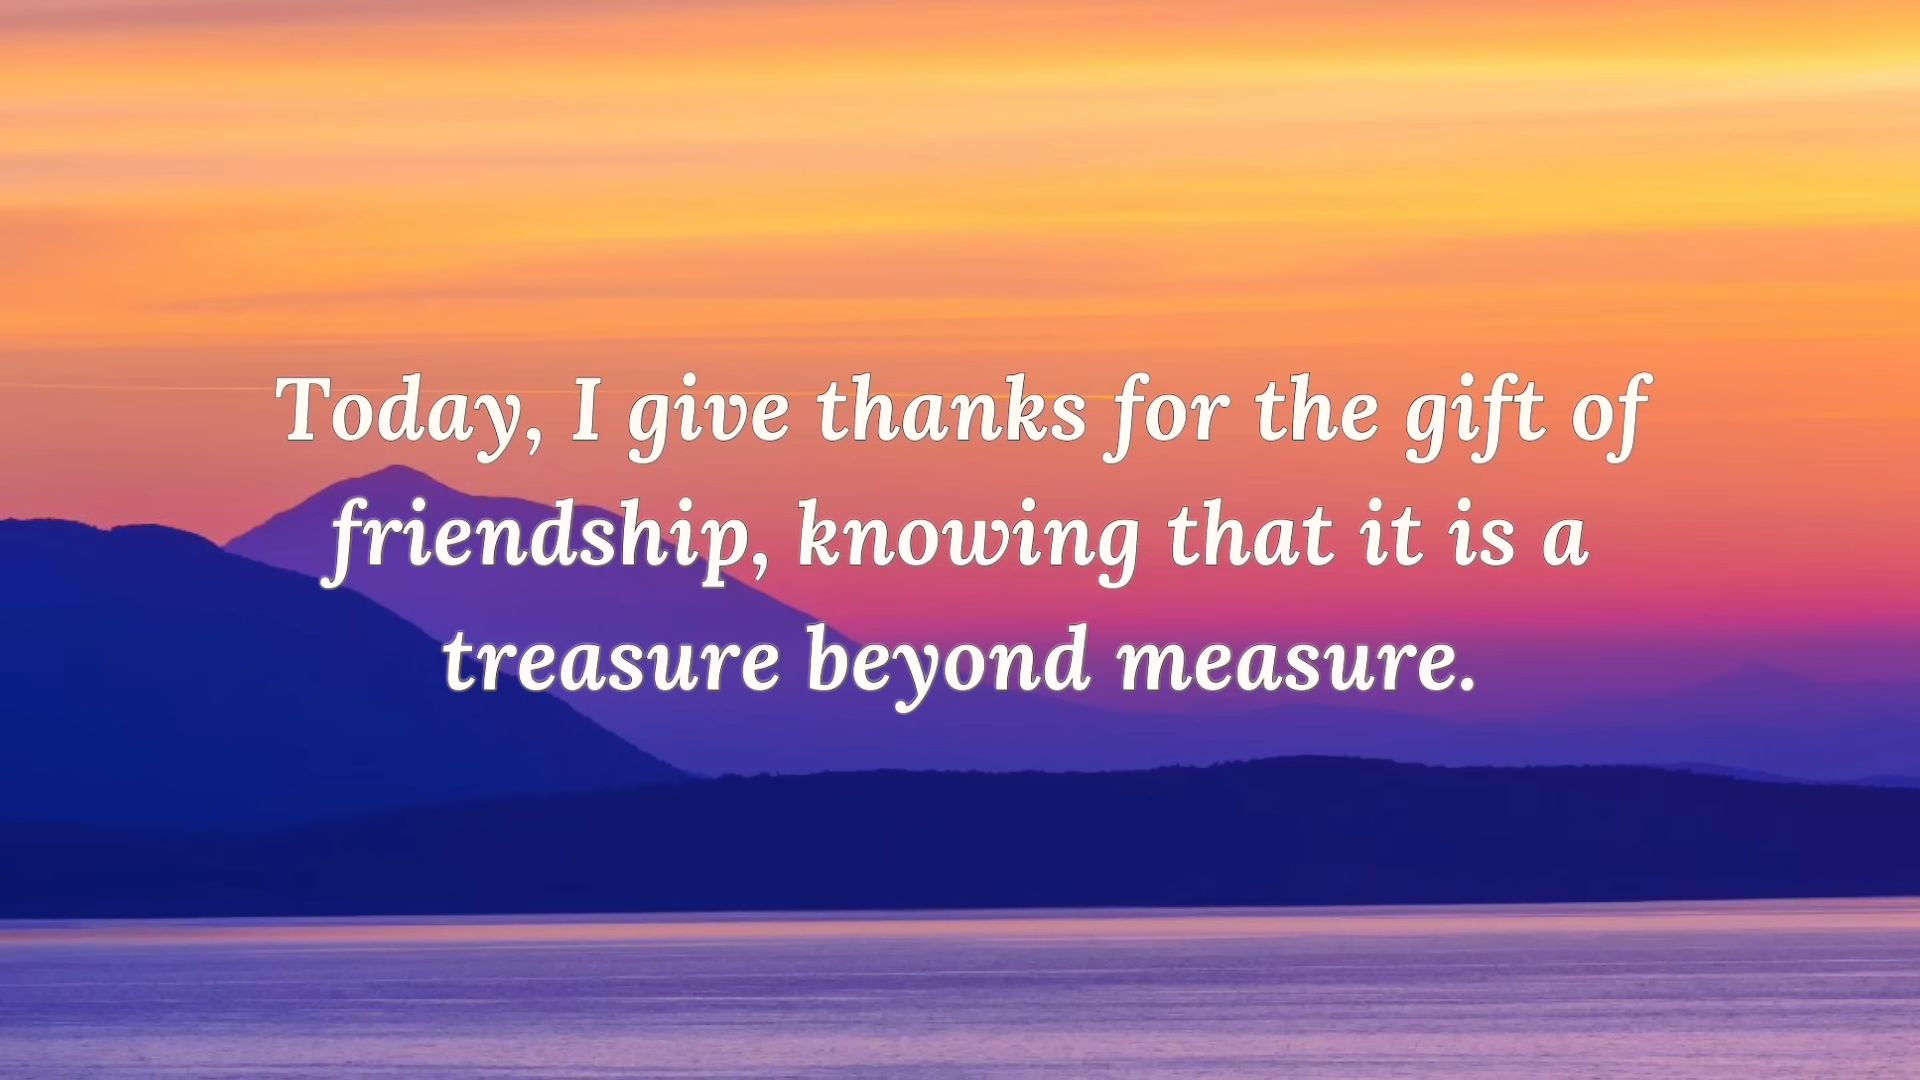 Today, I give thanks for the gift of
friendship, knowing that it is a
treasure beyond measure.